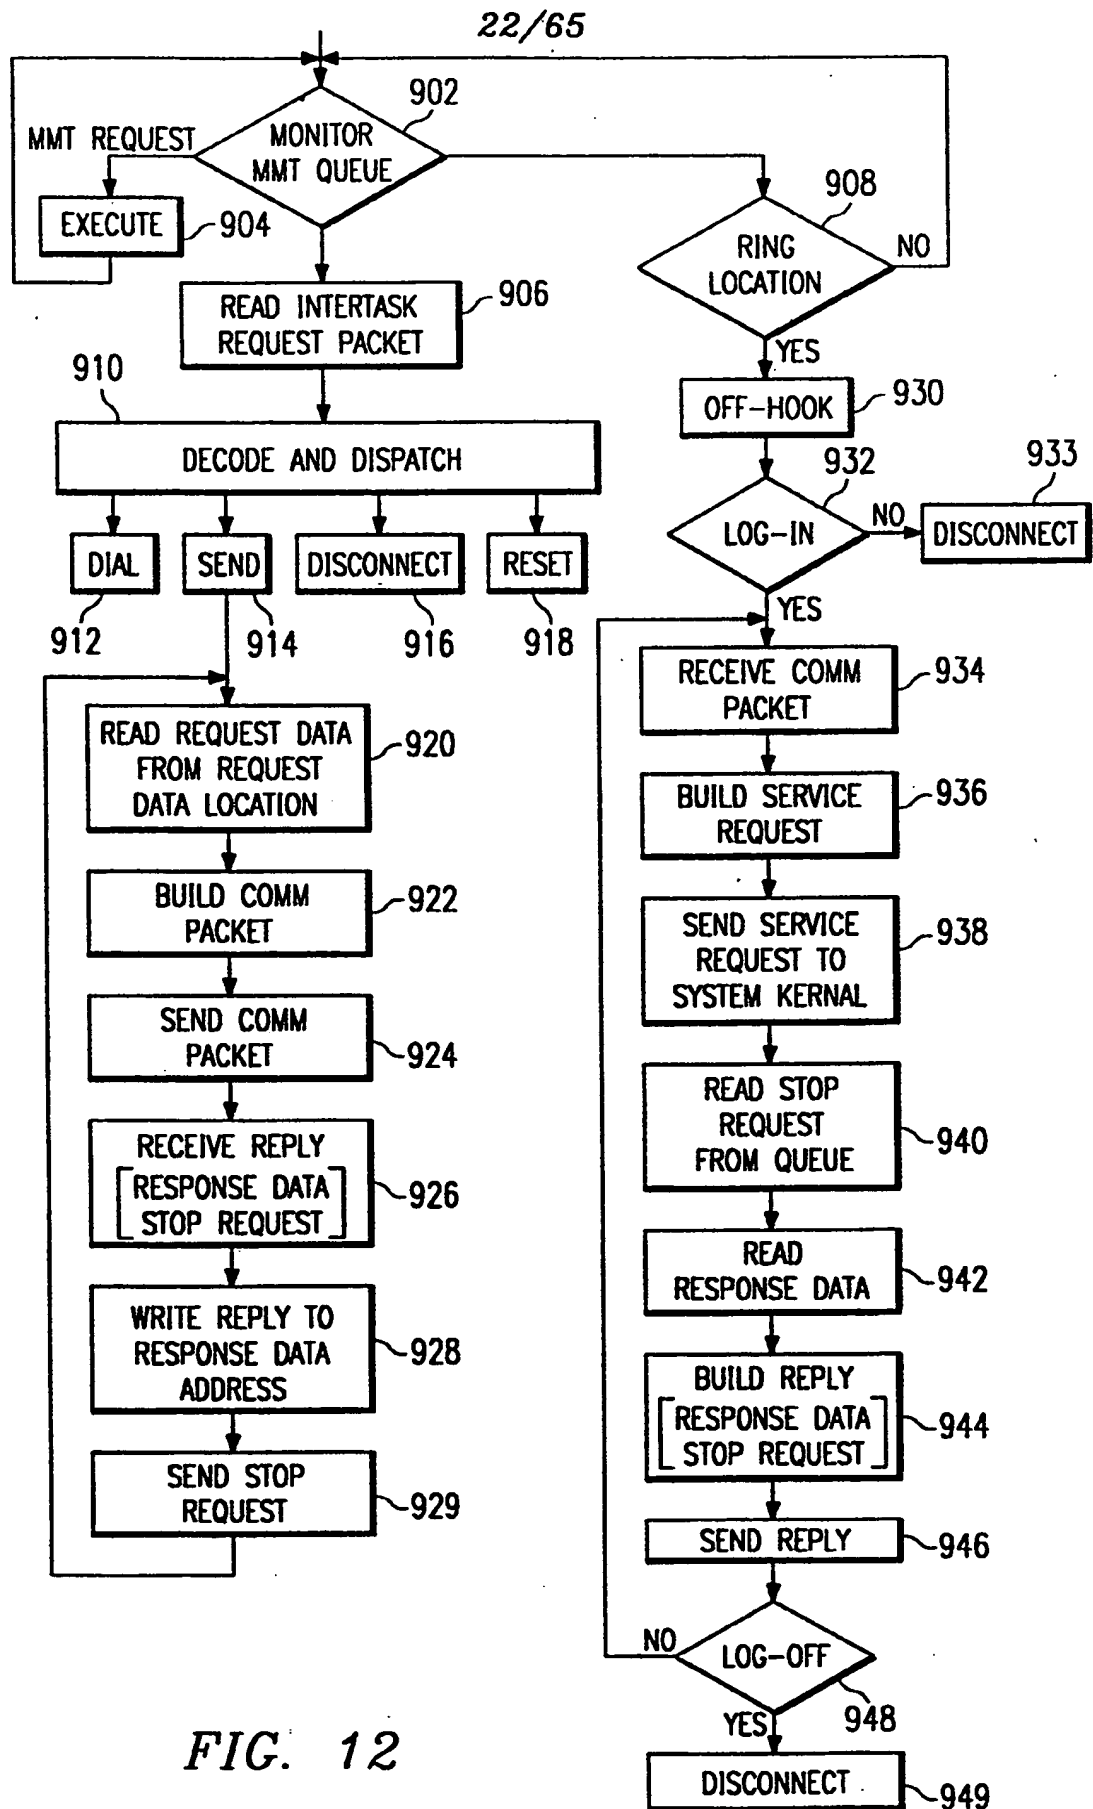 22/65
902
MONITOR
MMT QUEUE
MMT REQUEST
EXECUTE
904
908
RING
LOCATION
NO
YES
READ INTERTASK
REQUEST PACKET
906
910
DECODE AND DISPATCH
DIAL
SEND
DISCONNECT
RESET
912
914
916
918
READ REQUEST DATA
FROM REQUEST
DATA LOCATION
920
BUILD COMM
PACKET
922
SEND COMM
PACKET
924
RECEIVE REPLY
RESPONSE DATA
STOP REQUEST
926
WRITE REPLY TO
RESPONSE DATA
ADDRESS
928
SEND STOP
REQUEST
929
OFF-HOOK
930
932
LOG-IN
NO
933
DISCONNECT
YES
RECEIVE COMM
PACKET
934
BUILD SERVICE
REQUEST
936
SEND SERVICE
REQUEST TO
SYSTEM KERNAL
938
READ STOP
REQUEST
FROM QUEUE
940
READ
RESPONSE DATA
942
BUILD REPLY
RESPONSE DATA
STOP REQUEST
944
SEND REPLY
946
NO
LOG-OFF
948
YES
DISCONNECT
949
FIG. 12